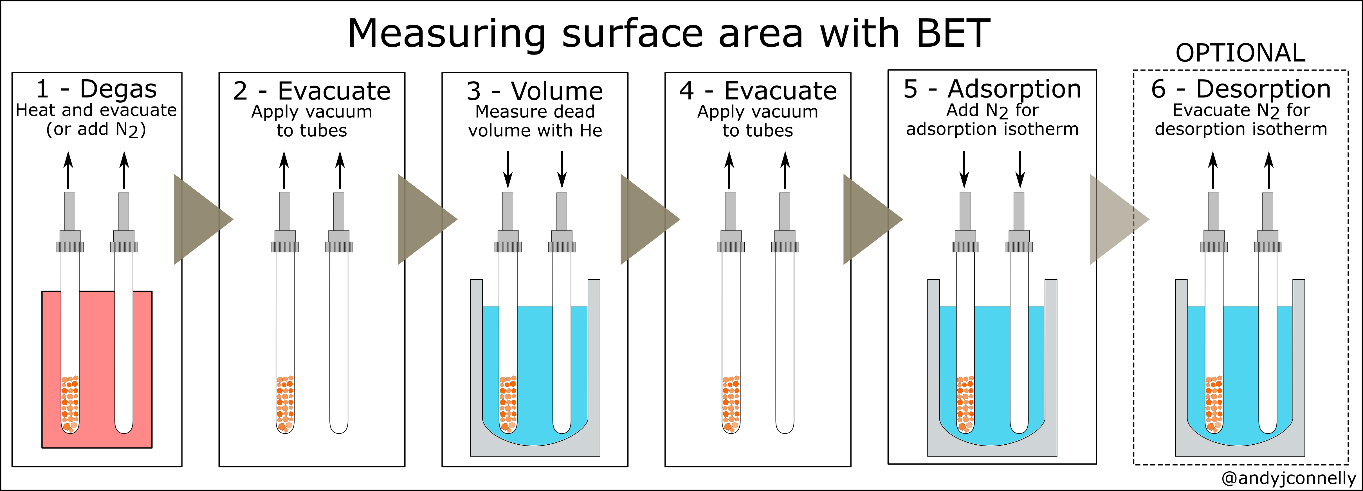 Measuring surface area with BET
OPTIONAL
1 - Degas
Heat and evacuate
(or add N2)
2 - Evacuate
Apply vacuum
to tubes
3 - Volume
Measure dead
volume with He
4 - Evacuate
Apply vacuum
to tubes
5 - Adsorption
Add N2 for
adsorption isotherm
6 - Desorption
Evacuate N2 for
desorption isotherm
@andyjconnelly